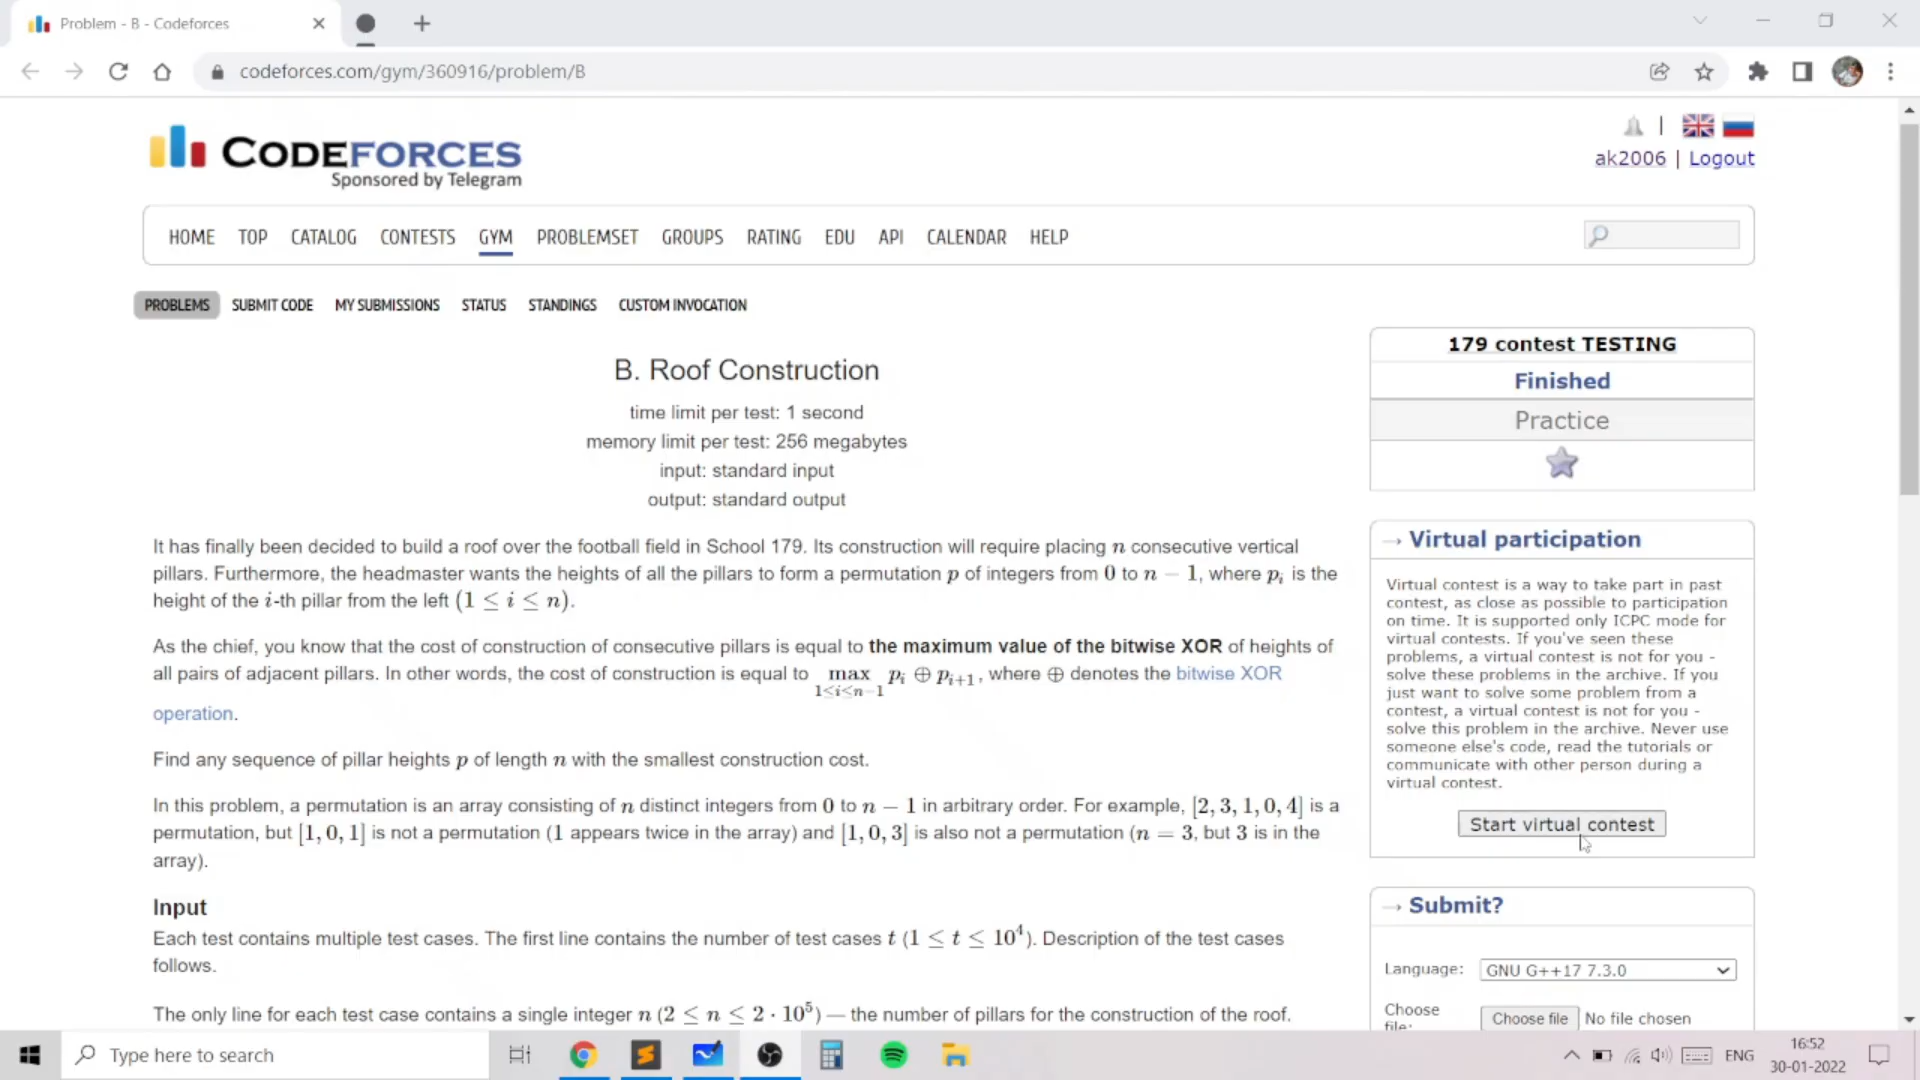 Problem - B - Codeforces
codeforces.com/gym/360916/problem/B
CODEFORCES
Sponsored by Telegram
ak2006 | Logout
HOME TOP CATALOG CONTESTS GYM PROBLEMSET GROUPS RATING EDU API CALENDAR HELP
PROBLEMS SUBMIT CODE MY SUBMISSIONS STATUS STANDINGS CUSTOM INVOCATION
B. Roof Construction
time limit per test: 1 second
memory limit per test: 256 megabytes
input: standard input
output: standard output
It has finally been decided to build a roof over the football field in School 179. Its construction will require placing n consecutive vertical
pillars. Furthermore, the headmaster wants the heights of all the pillars to form a permutation p of integers from 0 to n − 1, where pᵢ is the
height of the i-th pillar from the left (1 ≤ i ≤ n).
As the chief, you know that the cost of construction of consecutive pillars is equal to the maximum value of the bitwise XOR of heights of
all pairs of adjacent pillars. In other words, the cost of construction is equal to max 1≤i≤n−1 pᵢ ⊕ pᵢ₊₁, where ⊕ denotes the bitwise XOR
operation.
Find any sequence of pillar heights p of length n with the smallest construction cost.
In this problem, a permutation is an array consisting of n distinct integers from 0 to n − 1 in arbitrary order. For example, [2, 3, 1, 0, 4] is a
permutation, but [1, 0, 1] is not a permutation (1 appears twice in the array) and [1, 0, 3] is also not a permutation (n = 3, but 3 is in the
array).
Input
Each test contains multiple test cases. The first line contains the number of test cases t (1 ≤ t ≤ 10⁴). Description of the test cases
follows.
The only line for each test case contains a single integer n (2 ≤ n ≤ 2 · 10⁵) — the number of pillars for the construction of the roof.
179 contest TESTING
Finished
Practice
→ Virtual participation
Virtual contest is a way to take part in past
contest, as close as possible to participation
on time. It is supported only ICPC mode for
virtual contests. If you've seen these
problems, a virtual contest is not for you -
solve these problems in the archive. If you
just want to solve some problem from a
contest, a virtual contest is not for you -
solve this problem in the archive. Never use
someone else's code, read the tutorials or
communicate with other person during a
virtual contest.
Start virtual contest
→ Submit?
Language: GNU G++17 7.3.0
Choose
file: Choose file No file chosen
Type here to search
ENG
16:52
30-01-2022